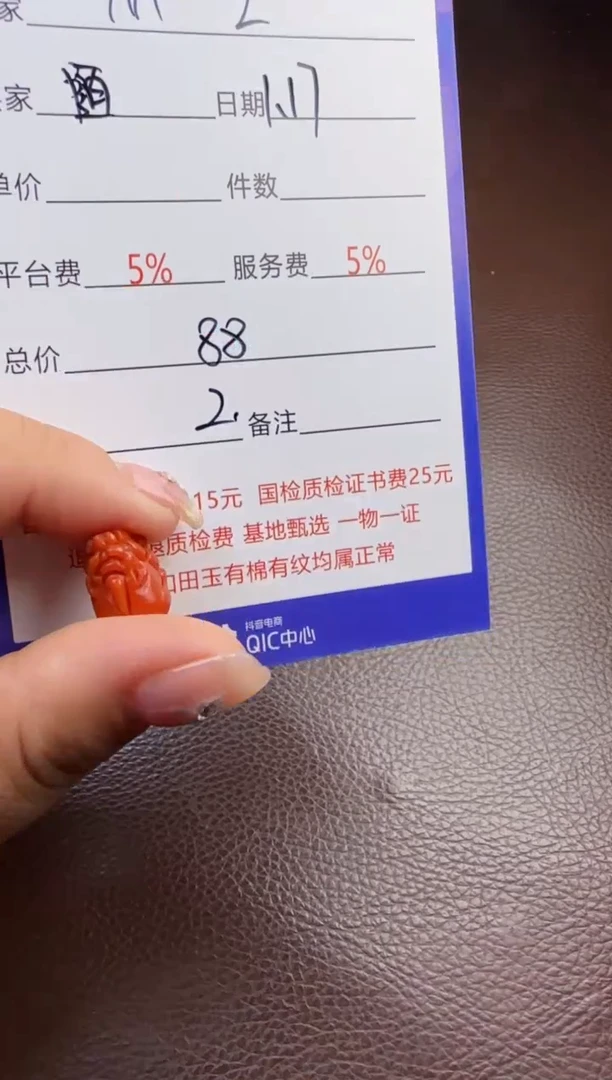 家
家 日期 1.17
单价 件数
平台费 5% 服务费 5%
总价 88
2. 备注
15元 国检质检证书费25元
退质检费 基地甄选 一物一证
和田玉有棉有纹均属正常
抖音电商
QIC中心